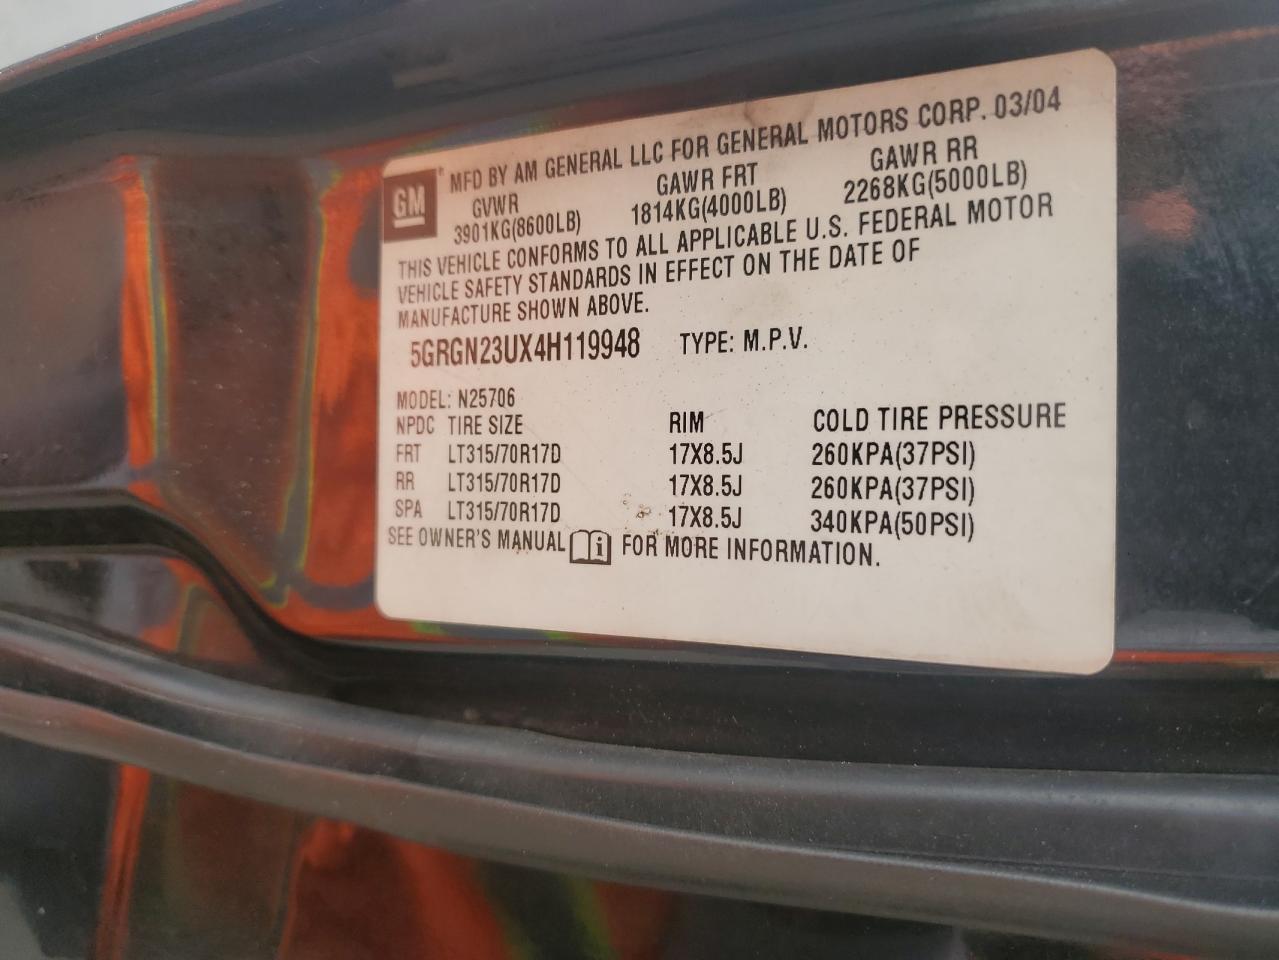 GM® MFD BY AM GENERAL LLC FOR GENERAL MOTORS CORP. 03/04
GVWR GAWR FRT GAWR RR
3901KG(8600LB) 1814KG(4000LB) 2268KG(5000LB)
THIS VEHICLE CONFORMS TO ALL APPLICABLE U.S. FEDERAL MOTOR
VEHICLE SAFETY STANDARDS IN EFFECT ON THE DATE OF
MANUFACTURE SHOWN ABOVE.
5GRGN23UX4H119948 TYPE: M.P.V.
MODEL: N25706
NPDC TIRE SIZE RIM COLD TIRE PRESSURE
FRT LT315/70R17D 17X8.5J 260KPA(37PSI)
RR LT315/70R17D 17X8.5J 260KPA(37PSI)
SPA LT315/70R17D 17X8.5J 340KPA(50PSI)
SEE OWNER'S MANUAL i FOR MORE INFORMATION.